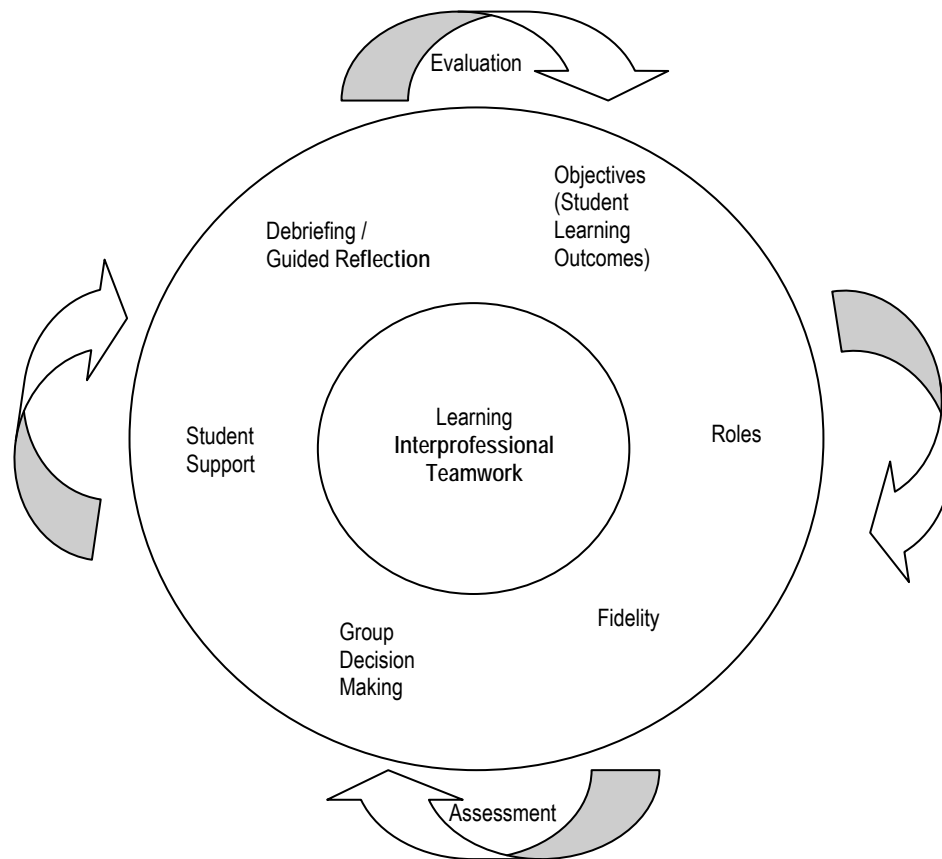 Evaluation
Objectives
(Student
Learning
Outcomes)
Debriefing /
Guided Reflection
Learning
Interprofessional
Teamwork
Student
Support
Roles
Fidelity
Group
Decision
Making
Assessment